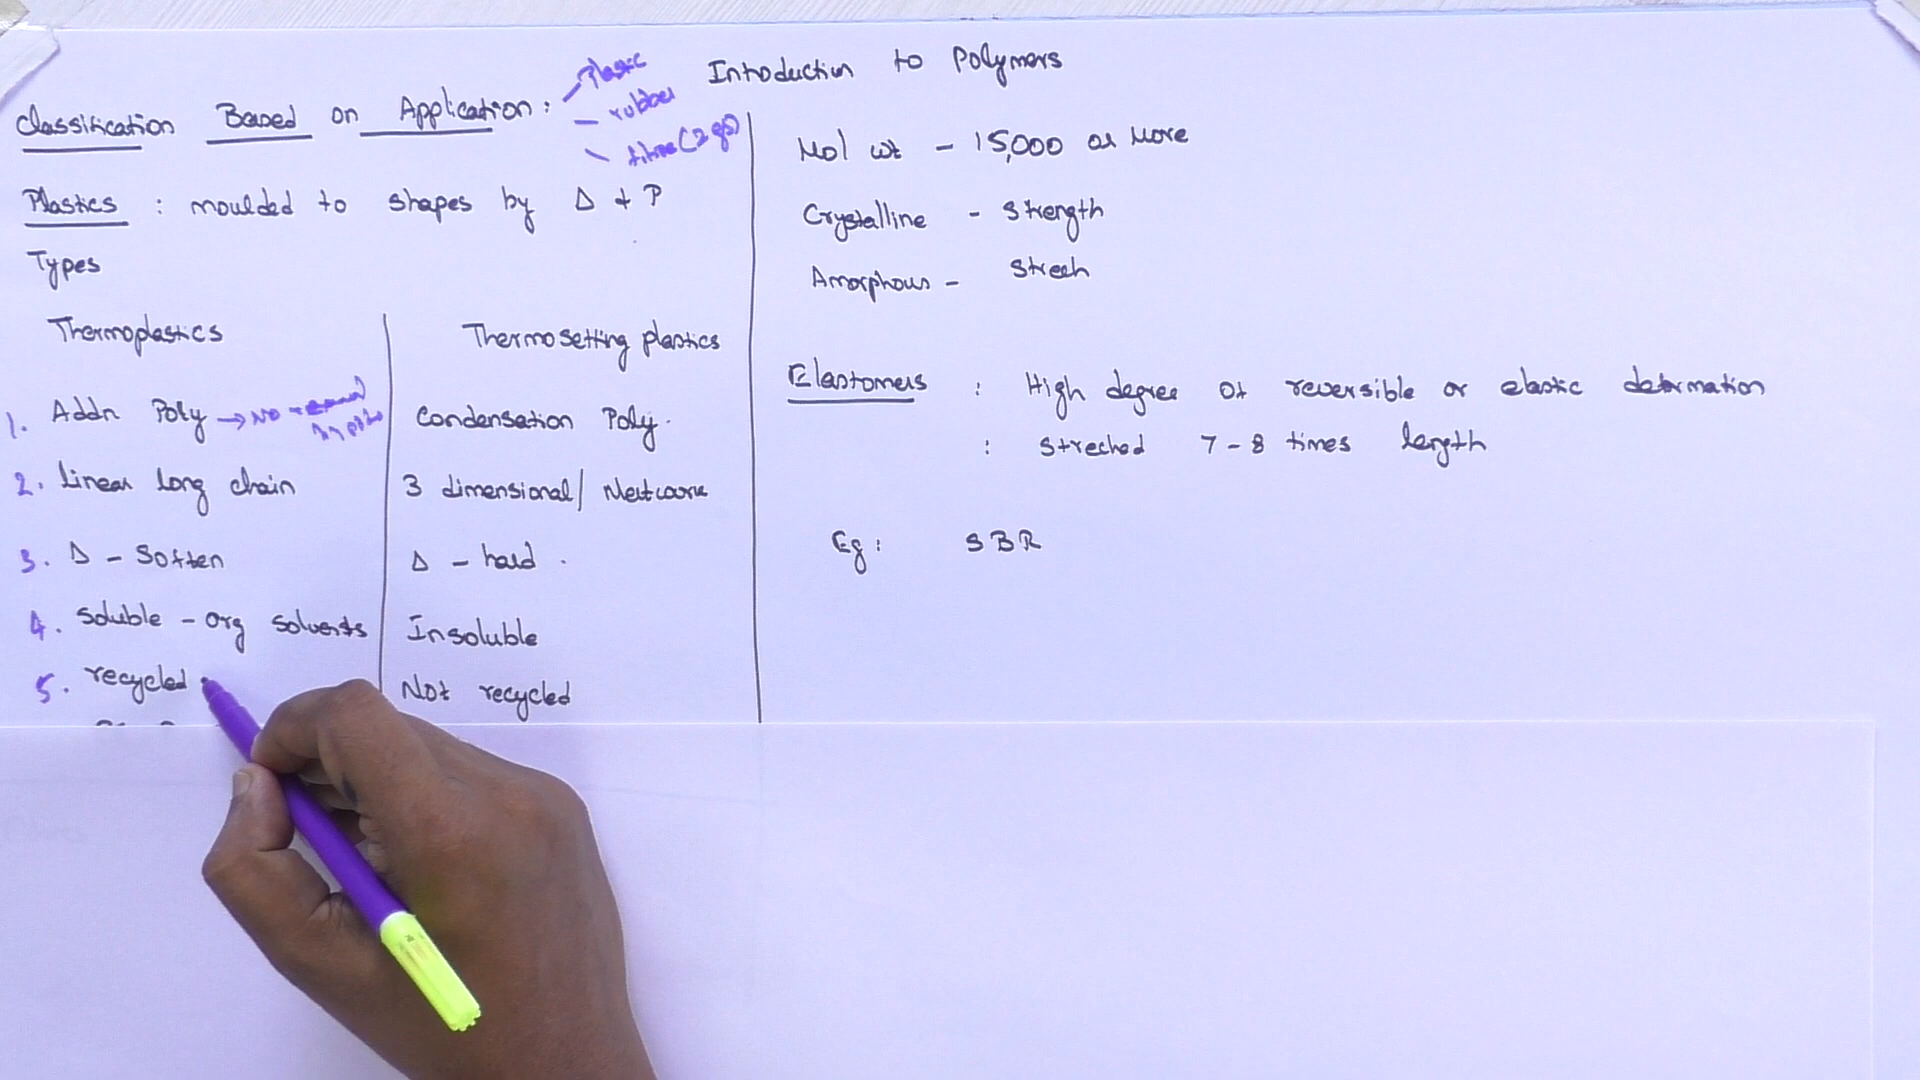 Introduction to Polymers
Classification Based on Application:
Plastic
rubber
fibre
Plastics : moulded to shapes by Δ + P
Types
Thermoplastics
1. Addn Poly → No
2. Linear long chain
3. Δ - Soften
4. Soluble - org solvents
5. recycled
Thermosetting plastics
Condensation Poly.
3 dimensional/ Network
Δ - hard.
Insoluble
Not recycled
Mol wt - 15,000 or More
Crystalline - Strength
Amorphous - Strech
Elastomers : High degree of reversible or elastic deformation
: Streched 7-8 times length
Eg: SBR